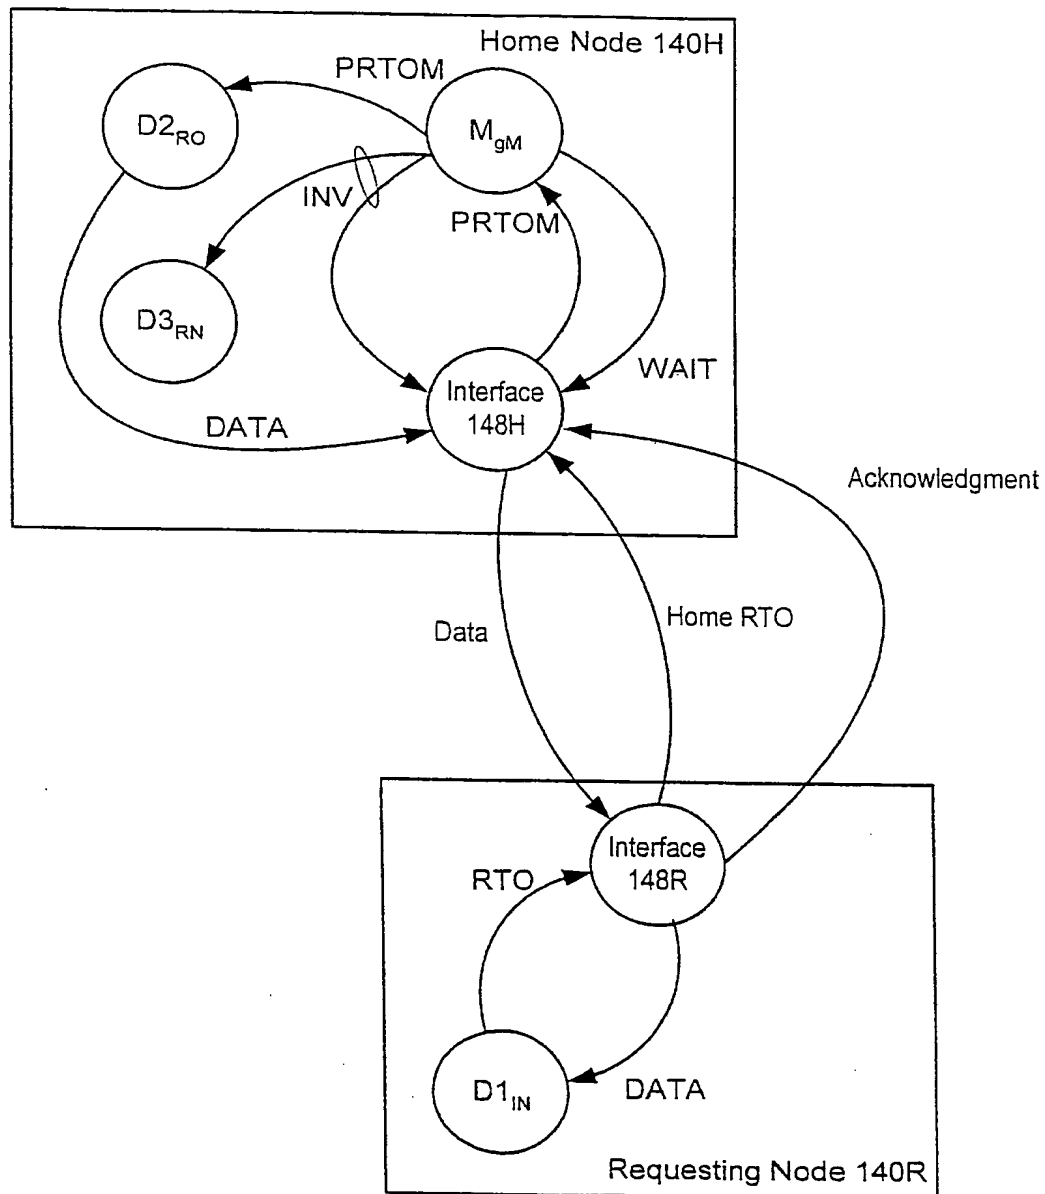 Home Node 140H
PRTOM
D2RO
MgM
INV
PRTOM
D3RN
WAIT
Interface
148H
DATA
Acknowledgment
Home RTO
Data
Interface
148R
RTO
D1IN
DATA
Requesting Node 140R